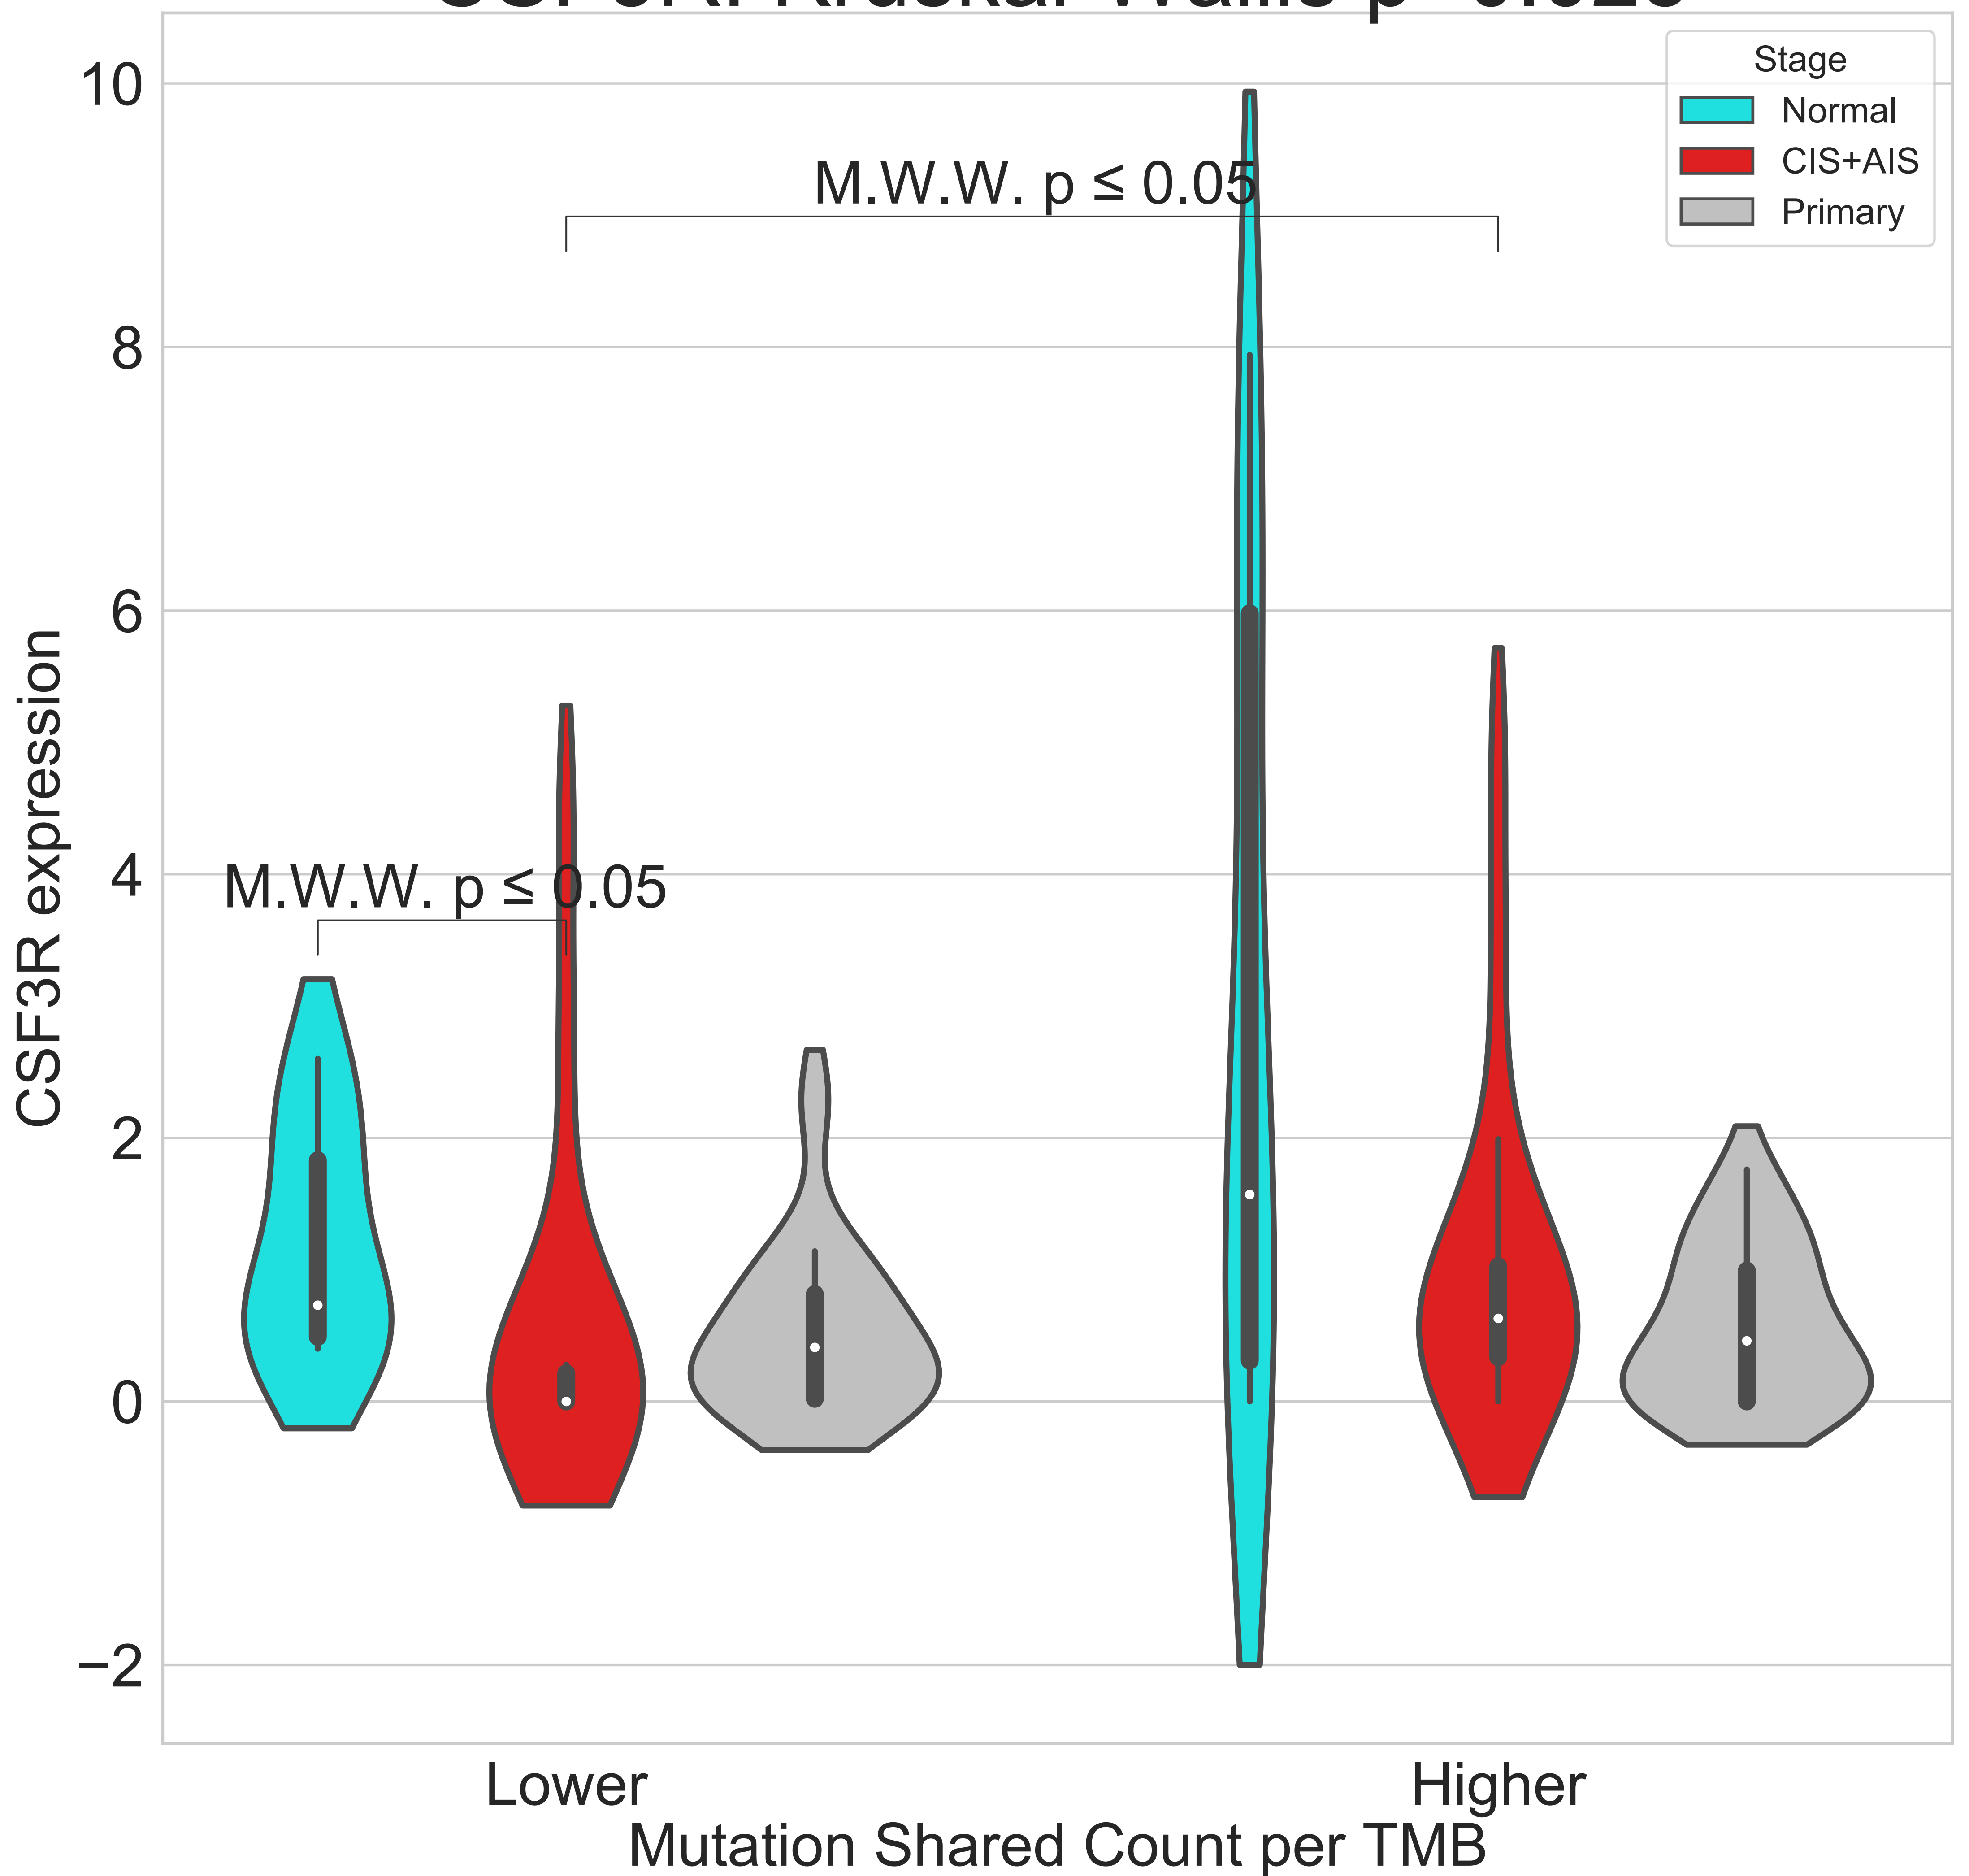 Stage
Normal
CIS+AIS
Primary
M.W.W. p ≤ 0.05
M.W.W. p ≤ 0.05
10
8
6
4
2
0
−2
CSF3R expression
Lower
Higher
Mutation Shared Count per TMB